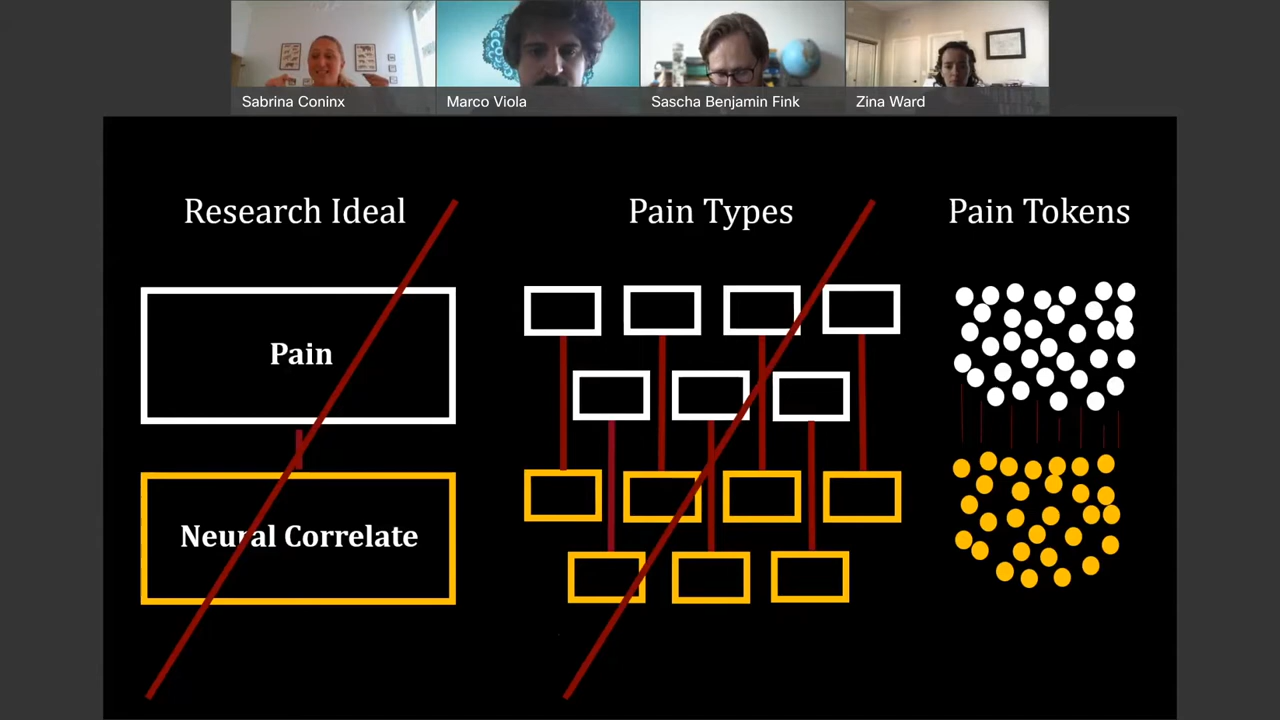 Sabrina Coninx
Marco Viola
Sascha Benjamin Fink
Zina Ward
Research Ideal
Pain Types
Pain Tokens
Pain
Neural Correlate